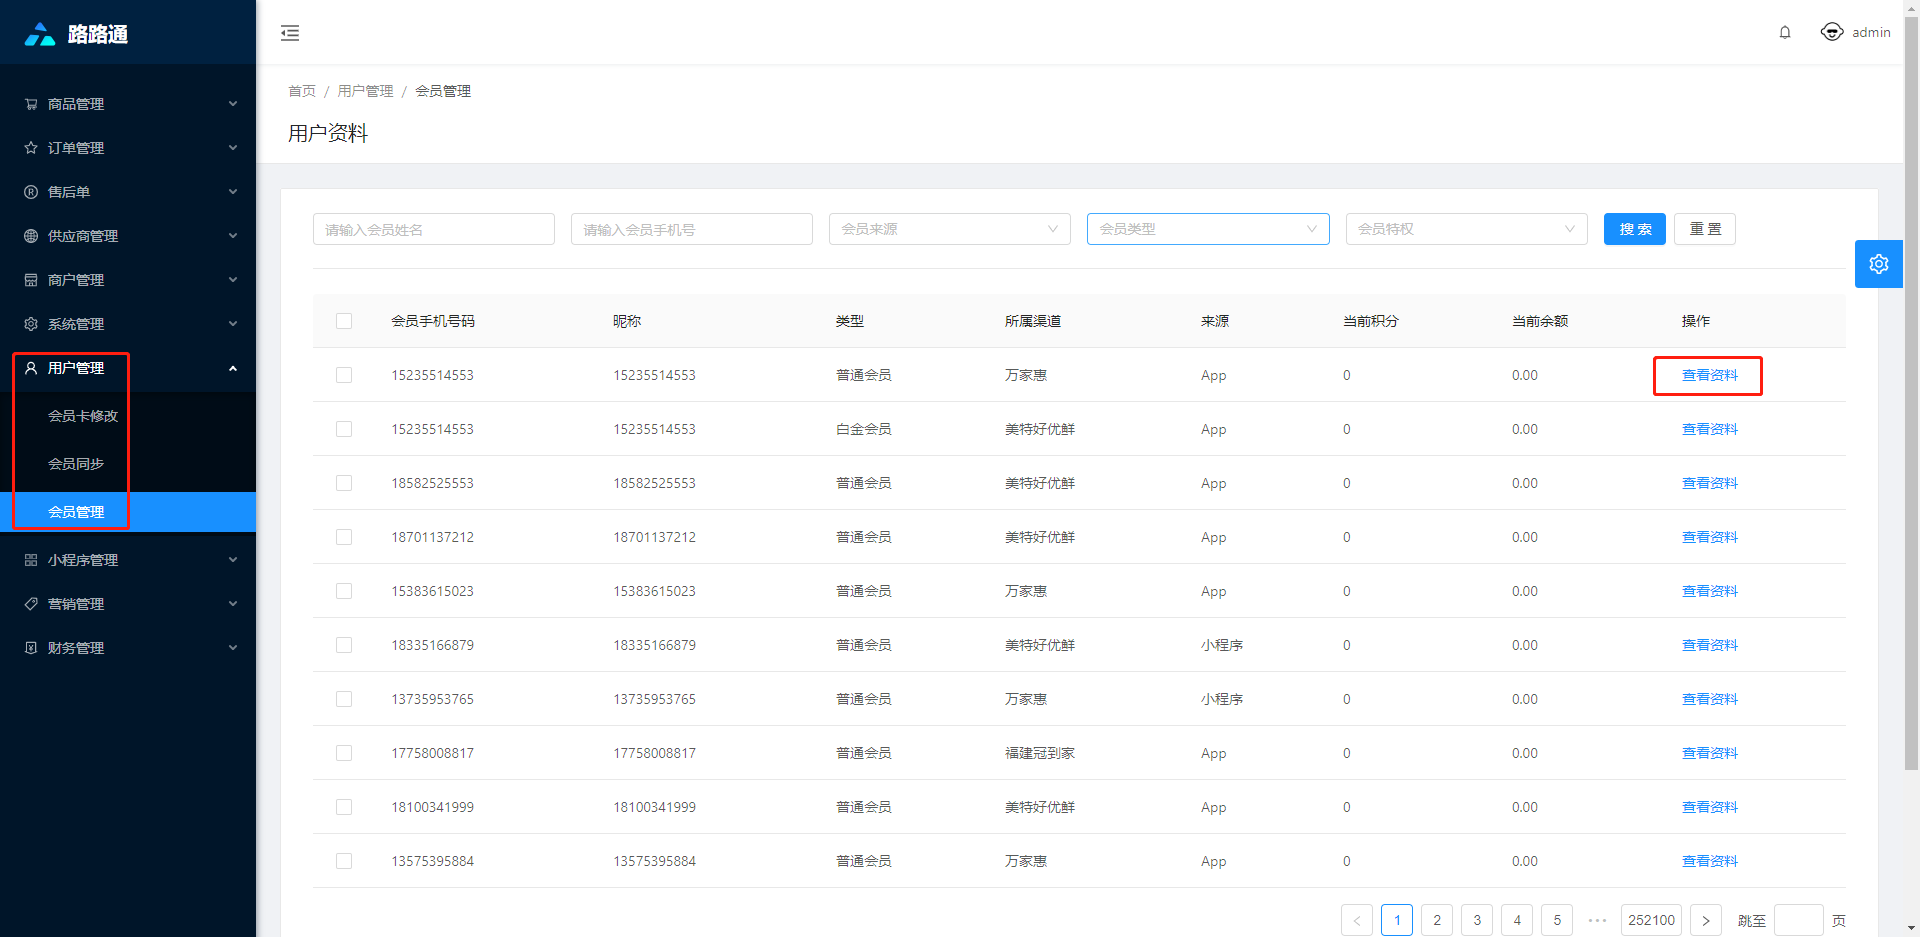 路路通
admin
商品管理
订单管理
售后单
供应商管理
商户管理
系统管理
用户管理
会员卡修改
会员同步
会员管理
小程序管理
营销管理
财务管理
首页 / 用户管理 / 会员管理
用户资料
请输入会员姓名 请输入会员手机号 会员来源 会员类型 会员特权 搜 索 重 置
会员手机号码 昵称 类型 所属渠道 来源 当前积分 当前余额 操作
15235514553 15235514553 普通会员 万家惠 App 0 0.00 查看资料
15235514553 15235514553 白金会员 美特好优鲜 App 0 0.00 查看资料
18582525553 18582525553 普通会员 美特好优鲜 App 0 0.00 查看资料
18701137212 18701137212 普通会员 美特好优鲜 App 0 0.00 查看资料
15383615023 15383615023 普通会员 万家惠 App 0 0.00 查看资料
18335166879 18335166879 普通会员 美特好优鲜 小程序 0 0.00 查看资料
13735953765 13735953765 普通会员 万家惠 小程序 0 0.00 查看资料
17758008817 17758008817 普通会员 福建冠到家 App 0 0.00 查看资料
18100341999 18100341999 普通会员 美特好优鲜 App 0 0.00 查看资料
13575395884 13575395884 普通会员 万家惠 App 0 0.00 查看资料
< 1 2 3 4 5 ••• 252100 > 跳至 页